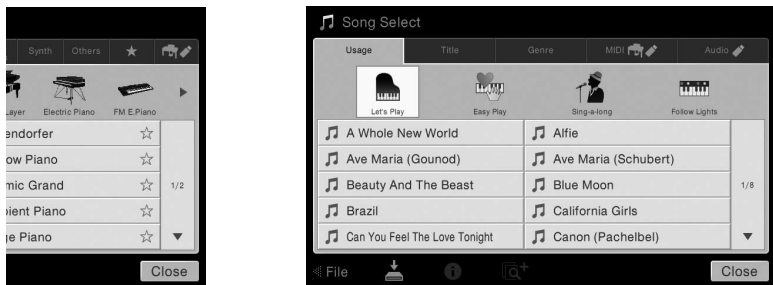 Synth Others
Layer Electric Piano FM E.Piano
endorfer
ow Piano
mic Grand
1/2
bient Piano
ge Piano
Close
Song Select
Usage Title Genre MIDI Audio
Let's Play Easy Play Sing-a-long Follow Lights
A Whole New World Alfie
Ave Maria (Gounod) Ave Maria (Schubert)
Beauty And The Beast Blue Moon
1/8
Brazil California Girls
Can You Feel The Love Tonight Canon (Pachelbel)
File Close